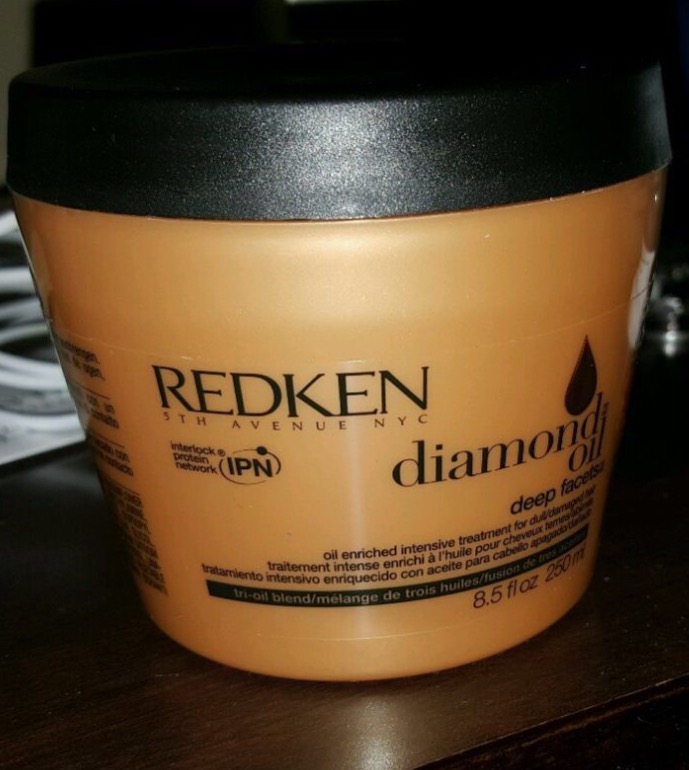 REDKEN
5TH AVENUE NYC
interlock®
protein
network
IPN
diamond
oil
deep facets
oil enriched intensive treatment for dull/damaged hair
traitement intense enrichi à l'huile pour cheveux ternes/abîmés
tratamiento intensivo enriquecido con aceite para cabello apagado/dañado
tri-oil blend/mélange de trois huiles/fusion de tres aceites
8.5 fl oz 250 ml